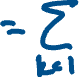 = Σ
k=1